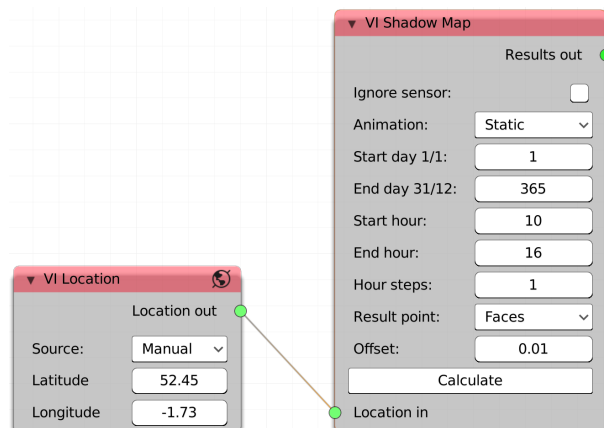 VI Shadow Map
Results out
Ignore sensor:
Animation: Static
Start day 1/1: 1
End day 31/12: 365
Start hour: 10
End hour: 16
Hour steps: 1
Result point: Faces
Offset: 0.01
Calculate
Location in
VI Location
Location out
Source: Manual
Latitude 52.45
Longitude -1.73